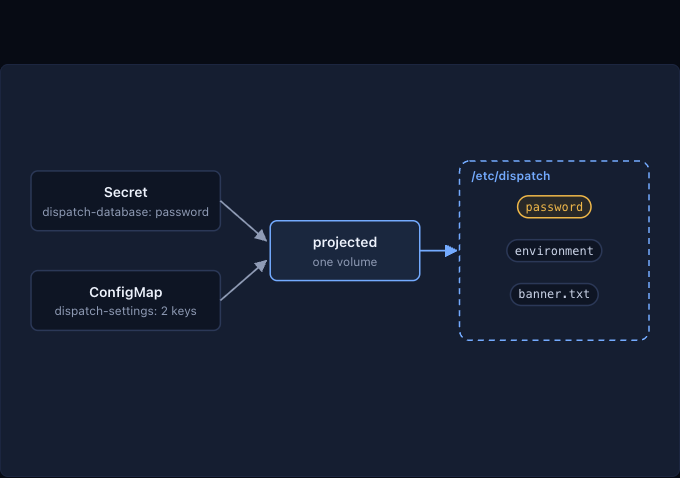 Secret
dispatch-database: password
ConfigMap
dispatch-settings: 2 keys
projected
one volume
/etc/dispatch
password
environment
banner.txt